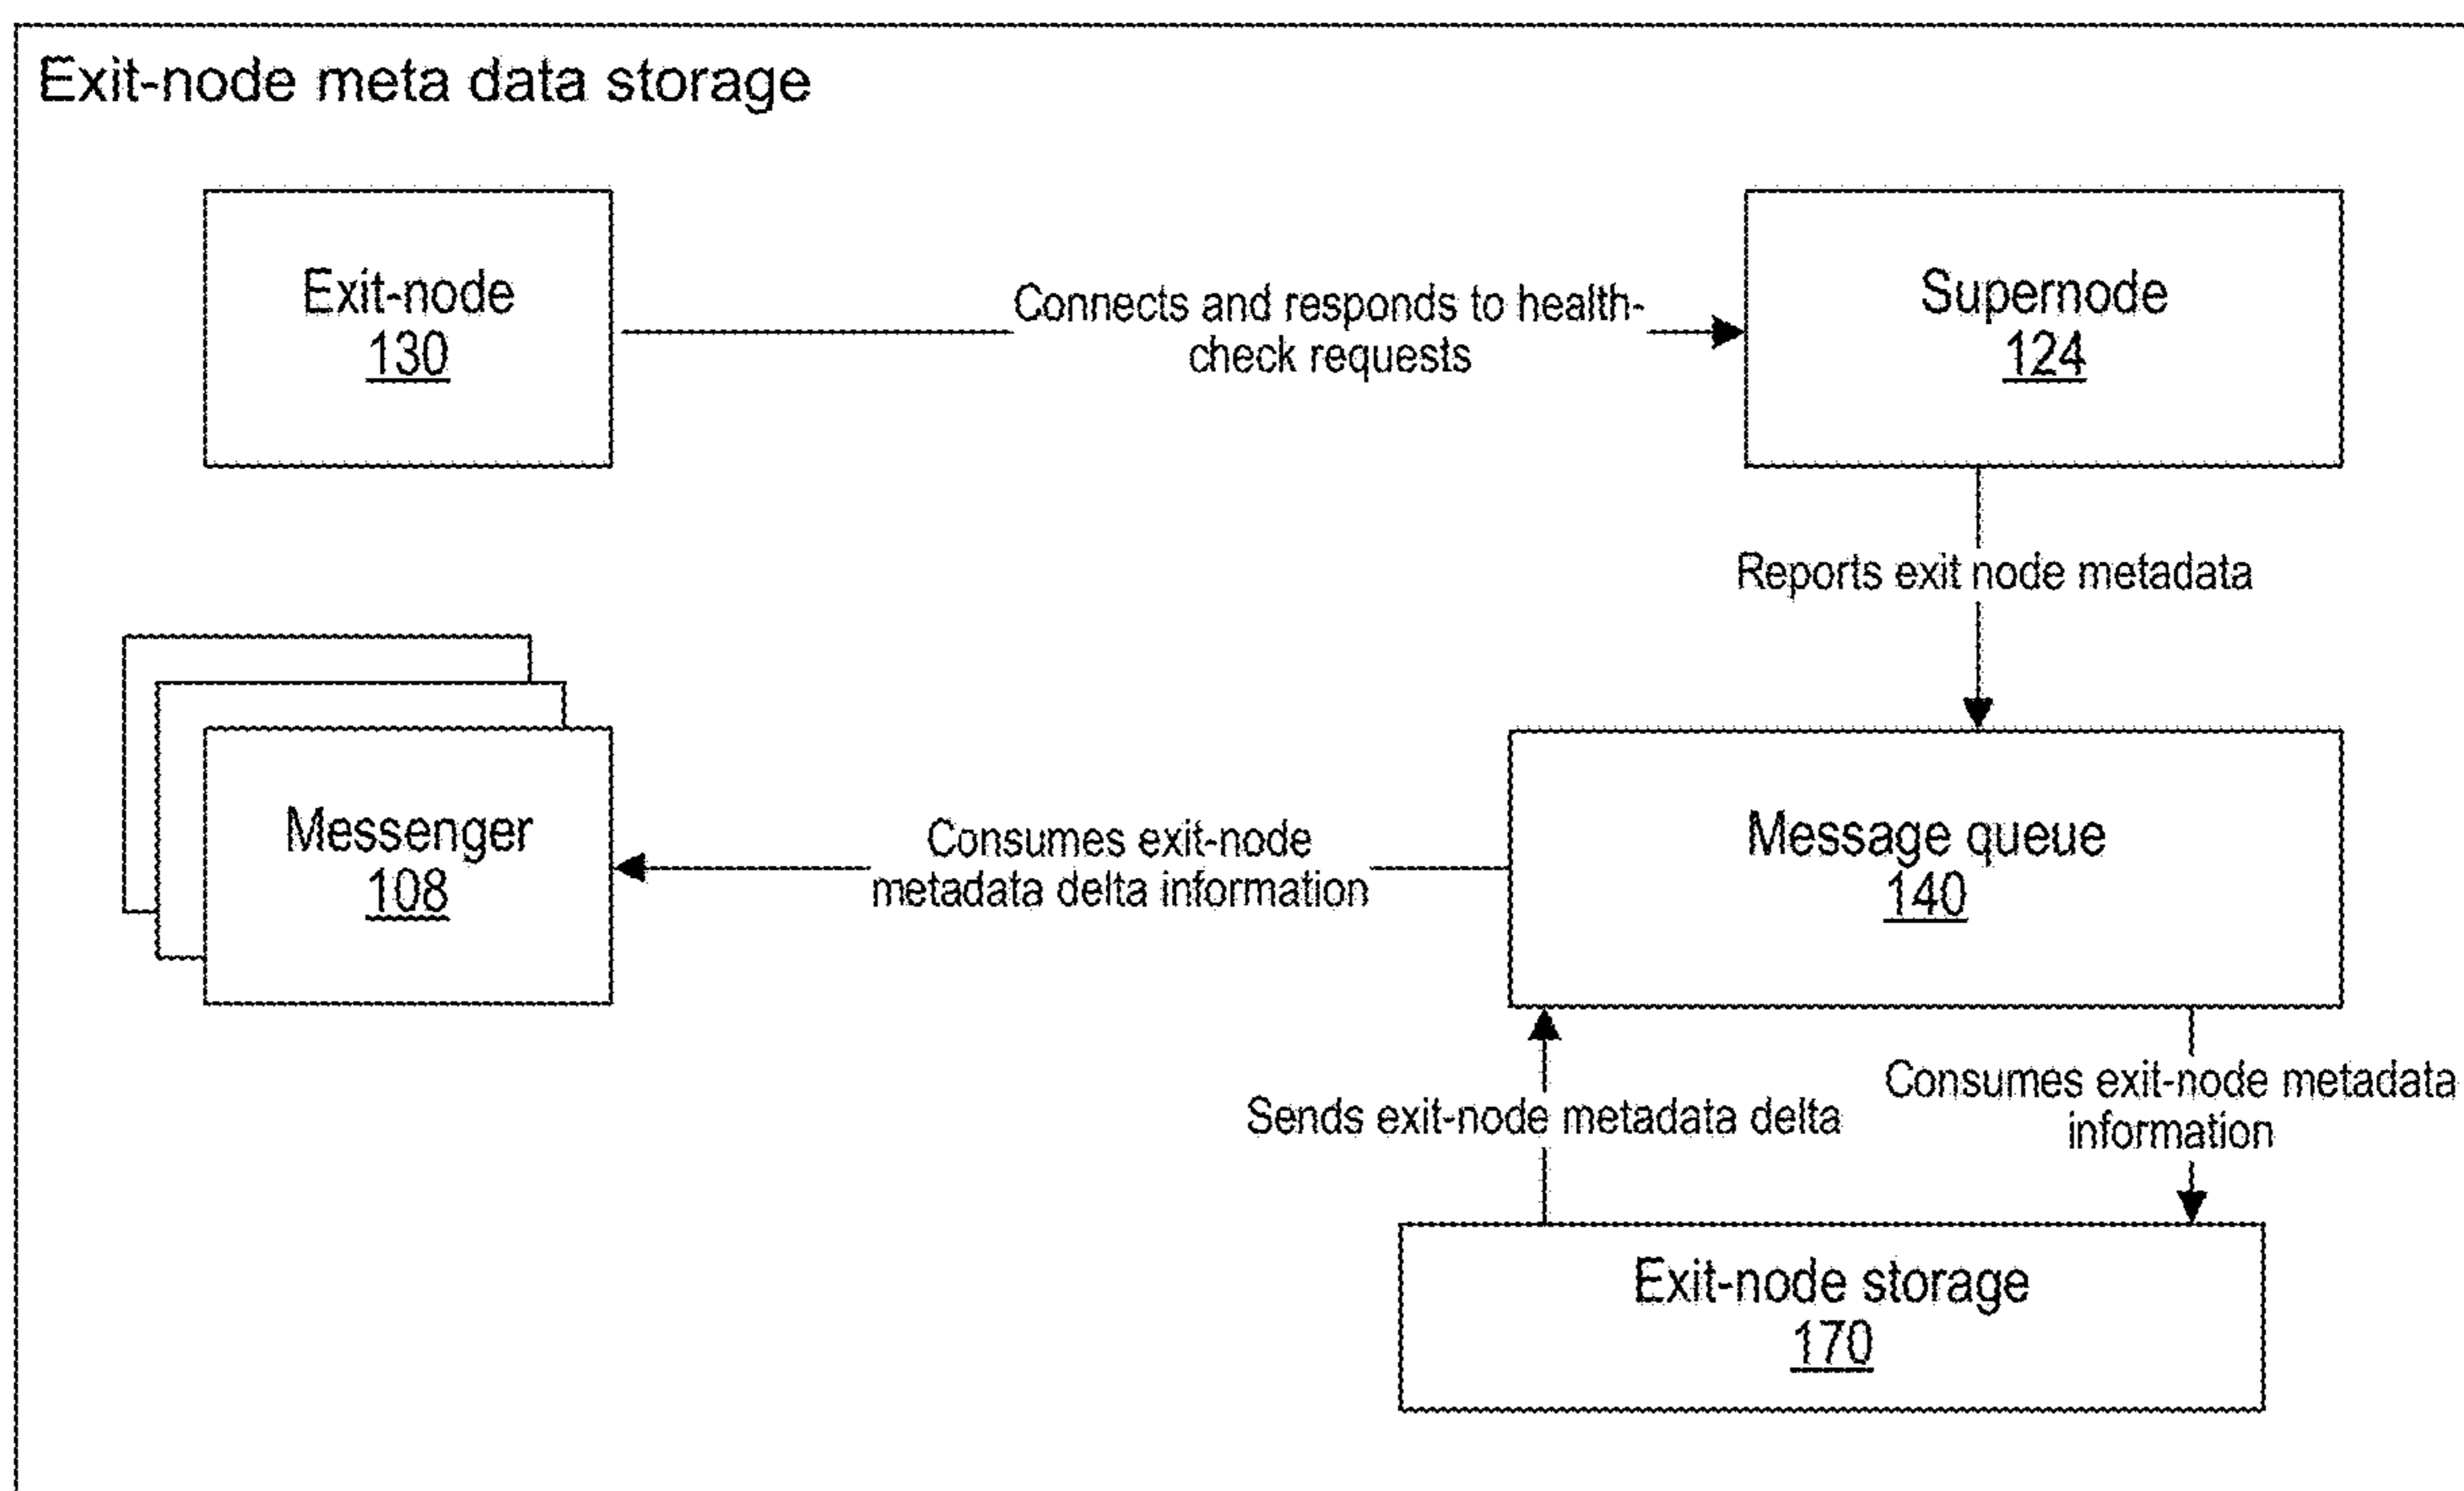 Exit-node meta data storage
Exit-node
130
Connects and responds to health-
check requests
Supernode
124
Reports exit node metadata
Messenger
108
Consumes exit-node
metadata delta information
Message queue
140
Sends exit-node metadata delta
Consumes exit-node metadata
information
Exit-node storage
170